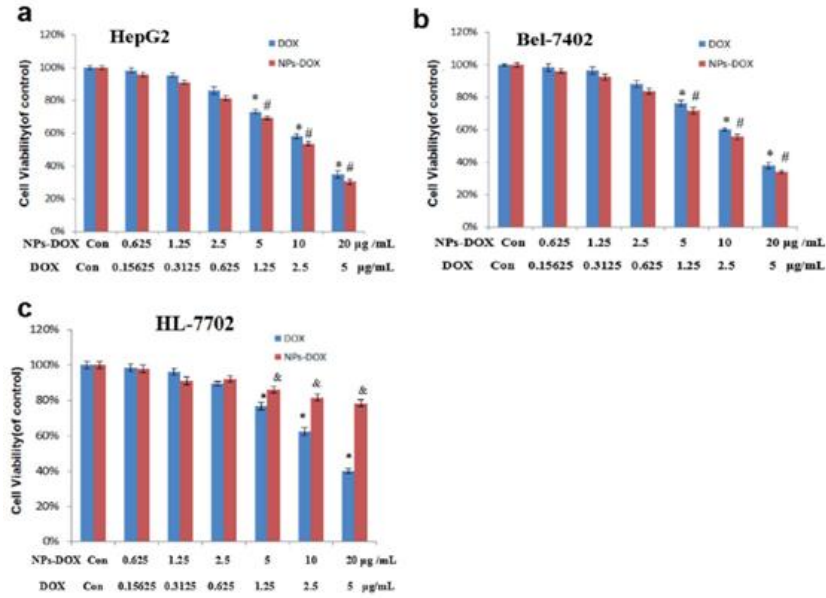 a
HepG2
DOX
NPs-DOX
Cell Viability(of control)
120%
100%
80%
60%
40%
20%
0%
* # * # * #
NPs-DOX Con 0.625 1.25 2.5 5 10 20 µg /mL
DOX Con 0.15625 0.3125 0.625 1.25 2.5 5 µg/mL
b
Bel-7402
DOX
NPs-DOX
Cell Viability(of control)
120%
100%
80%
60%
40%
20%
0%
* # * # * #
NPs-DOX Con 0.625 1.25 2.5 5 10 20 µg /mL
DOX Con 0.15625 0.3125 0.625 1.25 2.5 5 µg/mL
c
HL-7702
DOX
NPs-DOX
Cell Viability(of control)
120%
100%
80%
60%
40%
20%
0%
* & * & * &
NPs-DOX Con 0.625 1.25 2.5 5 10 20 µg /mL
DOX Con 0.15625 0.3125 0.625 1.25 2.5 5 µg/mL